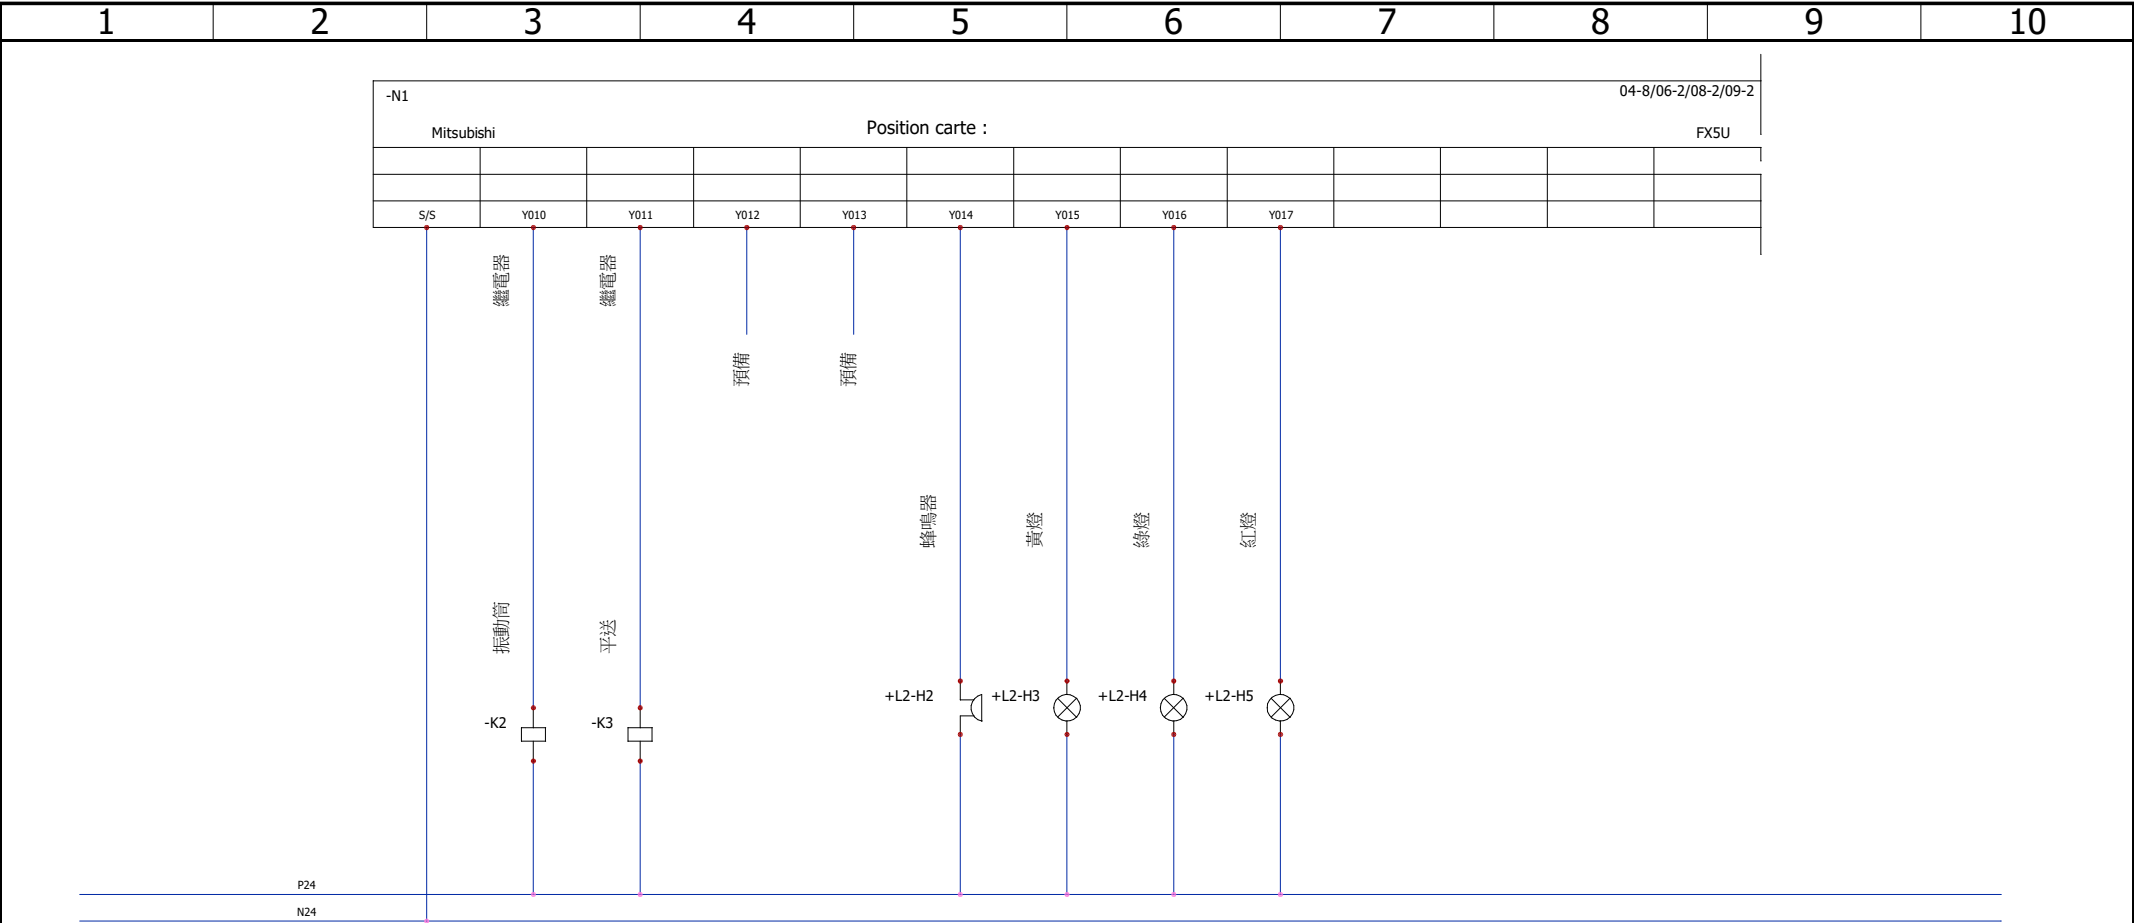 1 2 3 4 5 6 7 8 9 10
-N1 04-8/06-2/08-2/09-2
Mitsubishi Position carte : FX5U
S/S Y010 Y011 Y012 Y013 Y014 Y015 Y016 Y017
繼電器
繼電器
預備
預備
蜂鳴器
黃燈
綠燈
紅燈
振動筒
平送
+L2-H2 +L2-H3 +L2-H4 +L2-H5
-K2 -K3
P24
N24